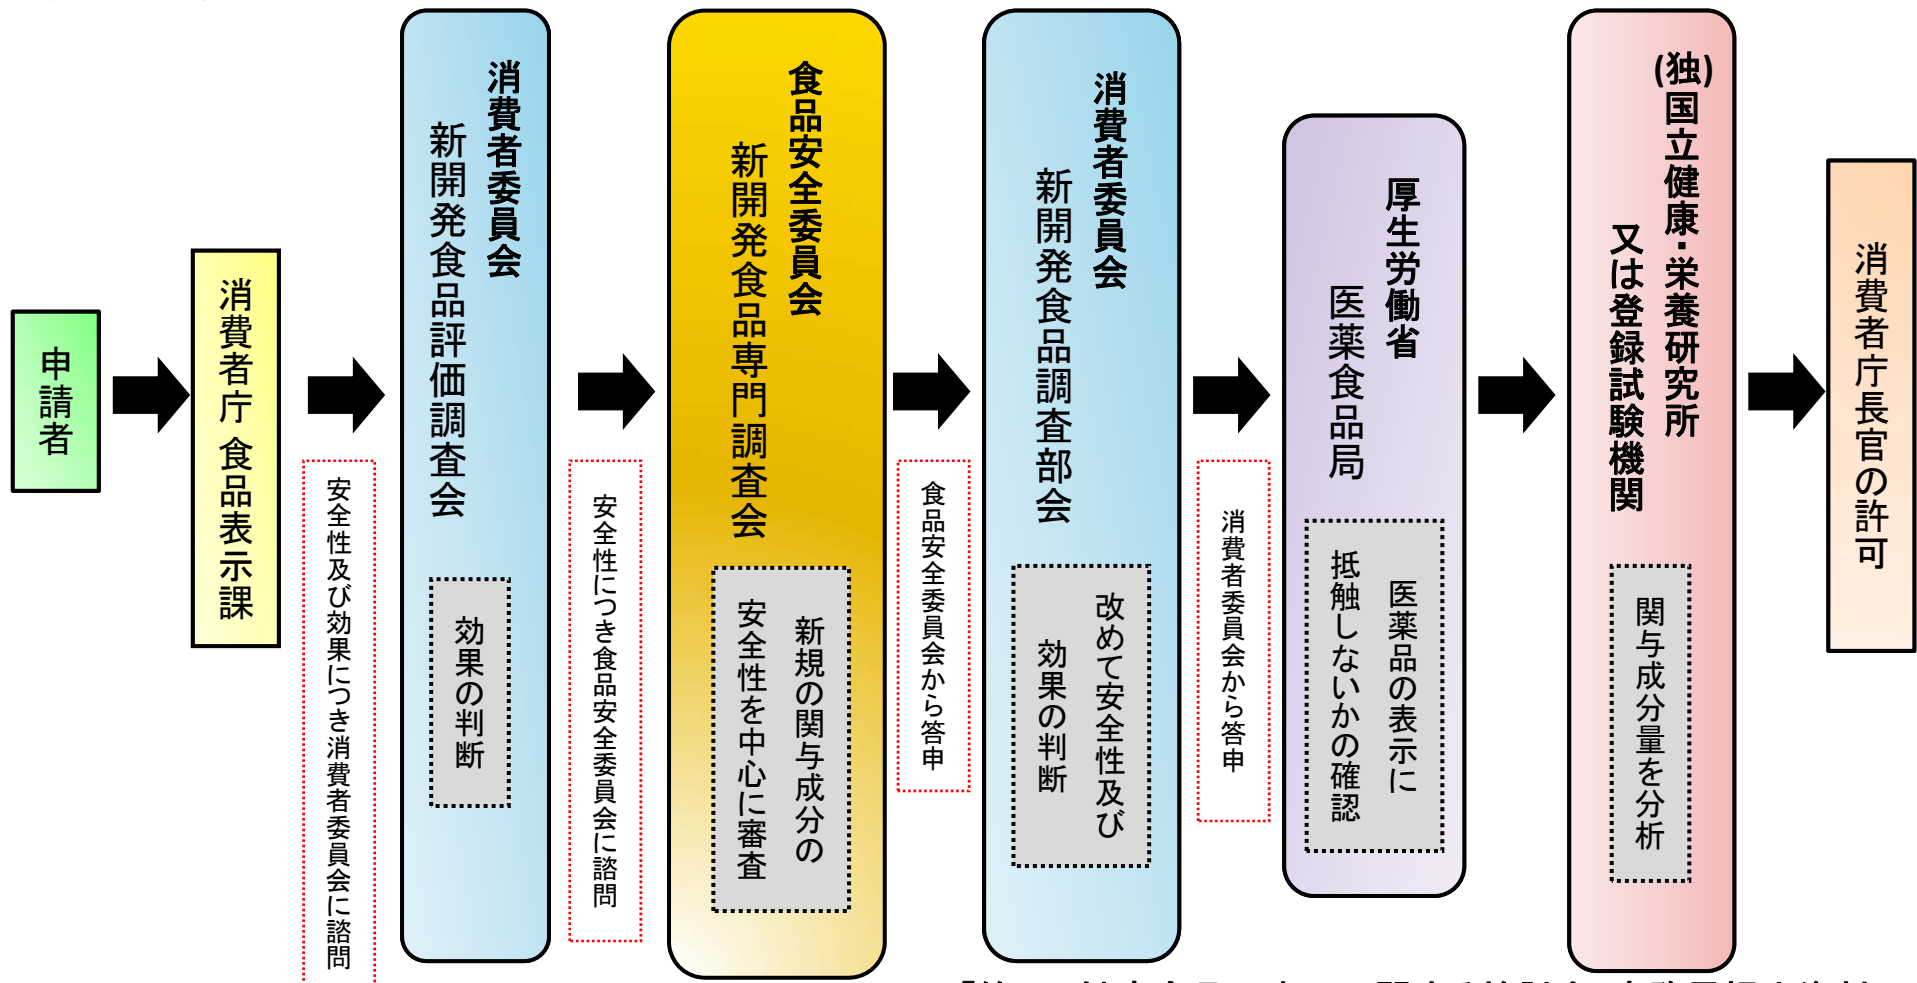 申請者
消費者庁 食品表示課
安全性及び効果につき消費者委員会に諮問
消費者委員会
新開発食品評価調査会
効果の判断
安全性につき食品安全委員会に諮問
食品安全委員会
新開発食品専門調査会
新規の関与成分の
安全性を中心に審査
食品安全委員会から答申
消費者委員会
新開発食品調査部会
改めて安全性及び
効果の判断
消費者委員会から答申
厚生労働省
医薬食品局
医薬品の表示に
抵触しないかの確認
(独)国立健康・栄養研究所
又は登録試験機関
関与成分量を分析
消費者庁長官の許可